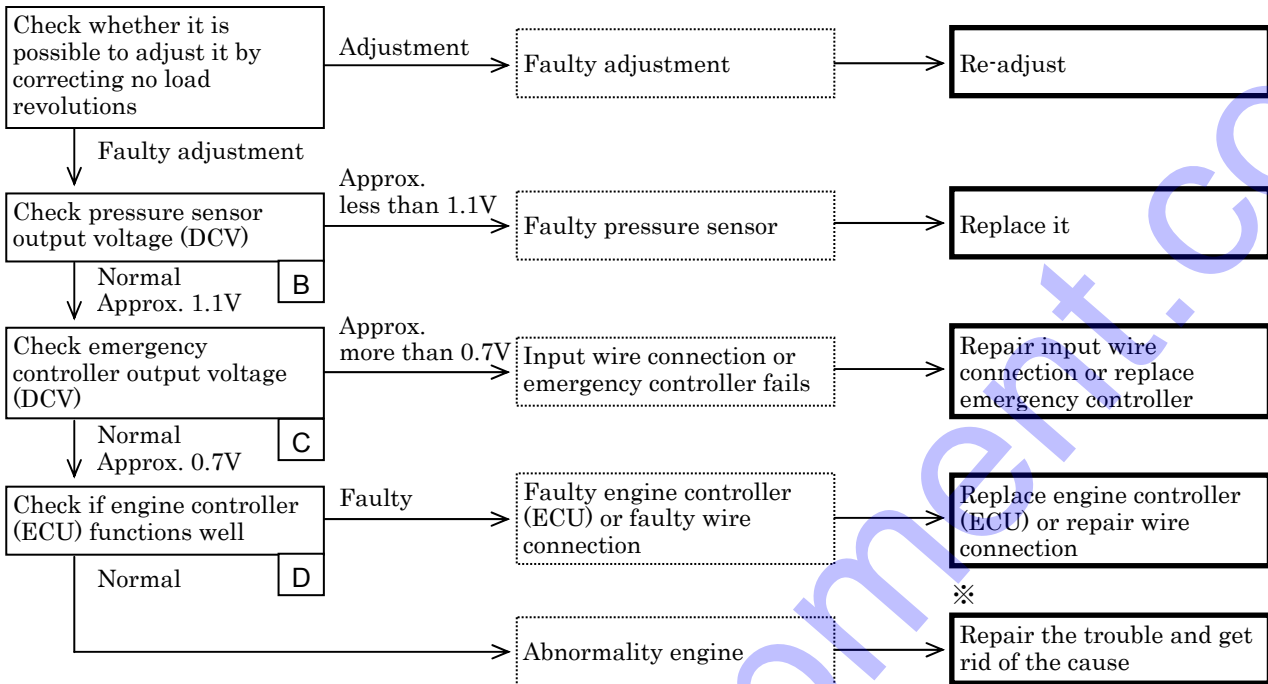 Check whether it is
possible to adjust it by
correcting no load
revolutions
Adjustment
Faulty adjustment
Re-adjust
Faulty adjustment
Check pressure sensor
output voltage (DCV)
B
Approx.
less than 1.1V
Faulty pressure sensor
Replace it
Normal
Approx. 1.1V
Check emergency
controller output voltage
(DCV)
C
Approx.
more than 0.7V
Input wire connection or
emergency controller fails
Repair input wire
connection or replace
emergency controller
Normal
Approx. 0.7V
Check if engine controller
(ECU) functions well
D
Faulty
Faulty engine controller
(ECU) or faulty wire
connection
Replace engine controller
(ECU) or repair wire
connection
Normal
※
Abnormality engine
Repair the trouble and get
rid of the cause